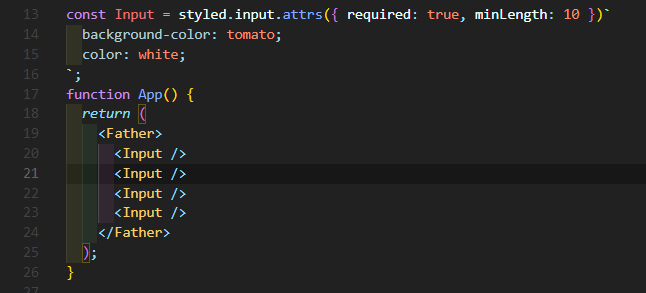 13 const Input = styled.input.attrs({ required: true, minLength: 10 })`
14   background-color: tomato;
15   color: white;
16 `;
17 function App() {
18   return (
19     <Father>
20       <Input />
21       <Input />
22       <Input />
23       <Input />
24     </Father>
25   );
26 }
27